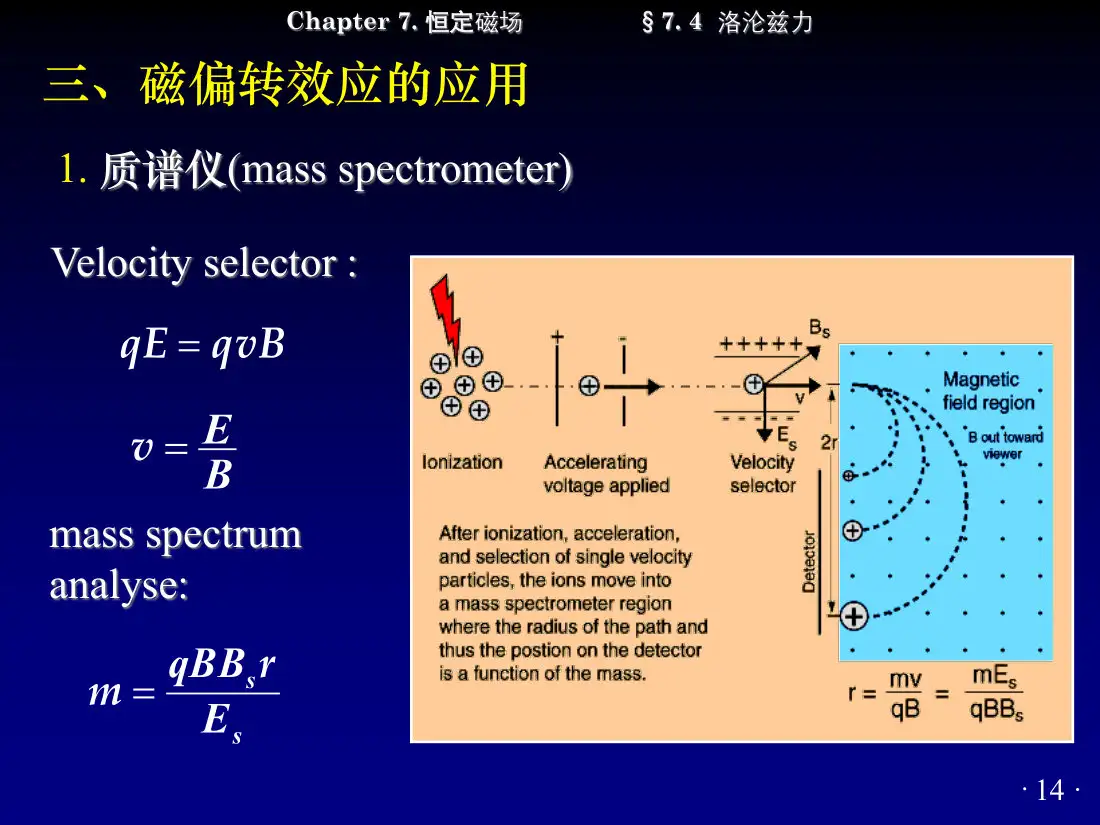 Chapter 7. 恒定磁场 §7. 4 洛沦兹力
三、磁偏转效应的应用
1. 质谱仪(mass spectrometer)
Velocity selector :
qE = qvB
v = E/B
mass spectrum
analyse:
m = qBB_s r / E_s
+ -
+ + + + +
- - - - -
B_s
v
E_s
Ionization
Accelerating
voltage applied
Velocity
selector
2r
Detector
Magnetic
field region
B out toward
viewer
After ionization, acceleration,
and selection of single velocity
particles, the ions move into
a mass spectrometer region
where the radius of the path and
thus the postion on the detector
is a function of the mass.
r = mv/qB = mE_s/qBB_s
· 14 ·